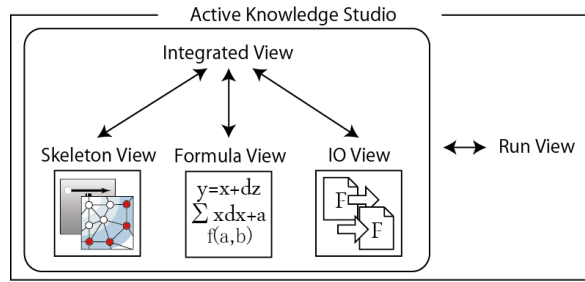 Active Knowledge Studio
Integrated View
Skeleton View
Formula View
IO View
Run View
y=x+dz
∑ xdx+a
f(a,b)
F
F